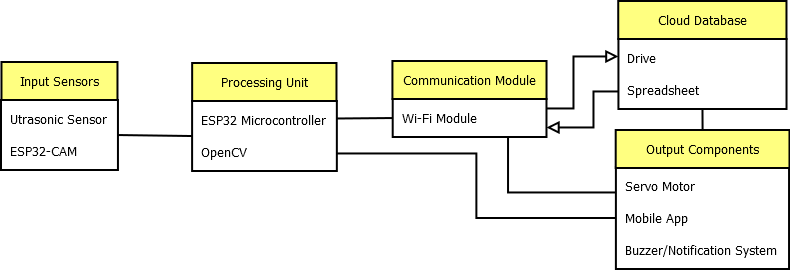 Input Sensors
Utrasonic Sensor
ESP32-CAM
Processing Unit
ESP32 Microcontroller
OpenCV
Communication Module
Wi-Fi Module
Cloud Database
Drive
Spreadsheet
Output Components
Servo Motor
Mobile App
Buzzer/Notification System